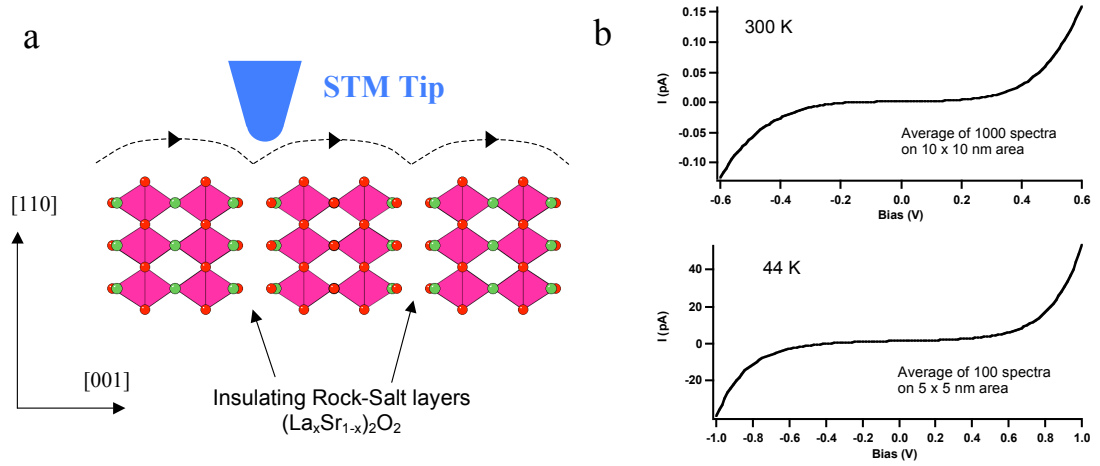 a
STM Tip
[110]
[001]
Insulating Rock-Salt layers
(LaₓSr₁₋ₓ)₂O₂
b
300 K
I (pA)
0.15
0.10
0.05
0.00
-0.05
-0.10
Average of 1000 spectra
on 10 x 10 nm area
-0.6 -0.4 -0.2 0.0 0.2 0.4 0.6
Bias (V)
44 K
I (pA)
40
20
0
-20
Average of 100 spectra
on 5 x 5 nm area
-1.0 -0.8 -0.6 -0.4 -0.2 0.0 0.2 0.4 0.6 0.8 1.0
Bias (V)